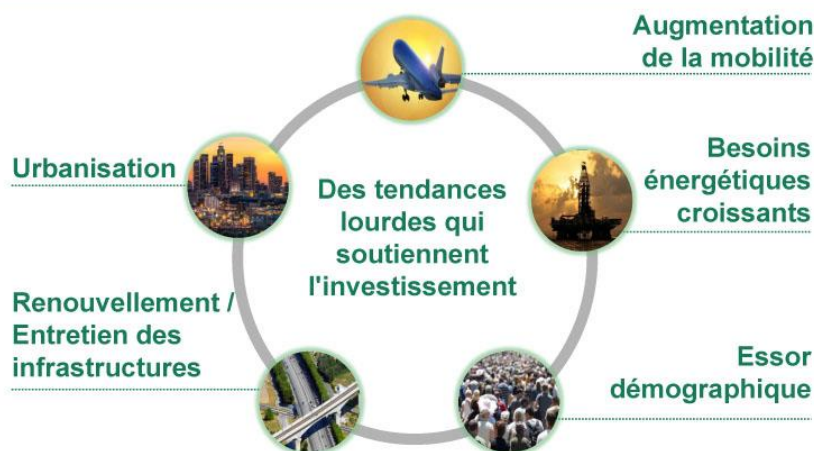 Augmentation
de la mobilité
Urbanisation
Besoins
énergétiques
croissants
Des tendances
lourdes qui
soutiennent
l'investissement
Renouvellement /
Entretien des
infrastructures
Essor
démographique